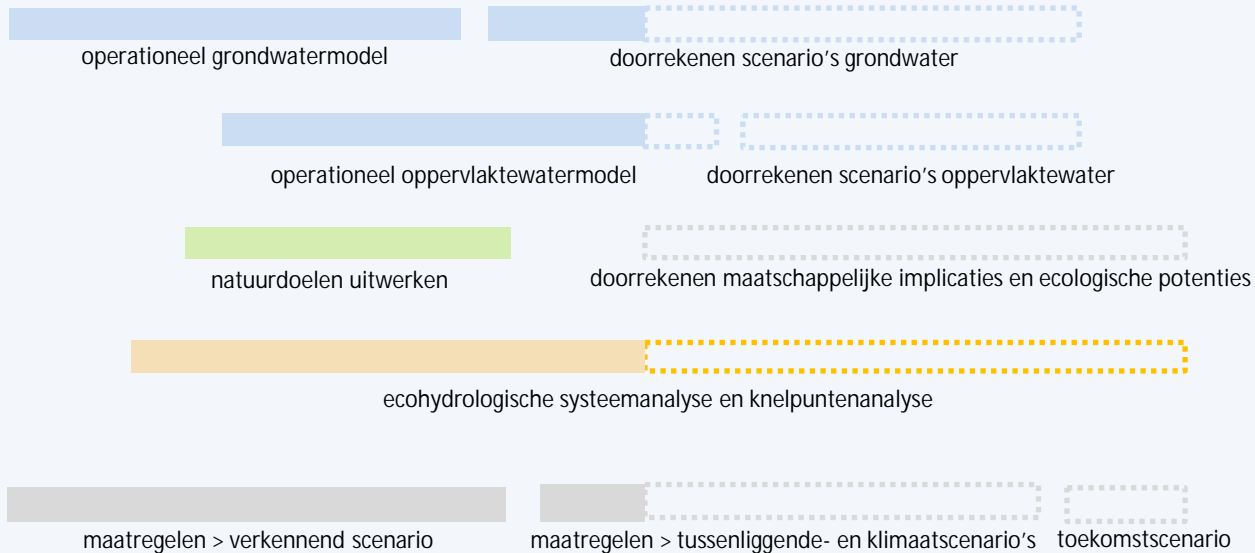 operationeel grondwatermodel
doorrekenen scenario's grondwater
operationeel oppervlaktewatermodel
doorrekenen scenario's oppervlaktewater
natuurdoelen uitwerken
doorrekenen maatschappelijke implicaties en ecologische potenties
ecohydrologische systeemanalyse en knelpuntenanalyse
maatregelen > verkennend scenario
maatregelen > tussenliggende- en klimaatscenario's
toekomstscenario